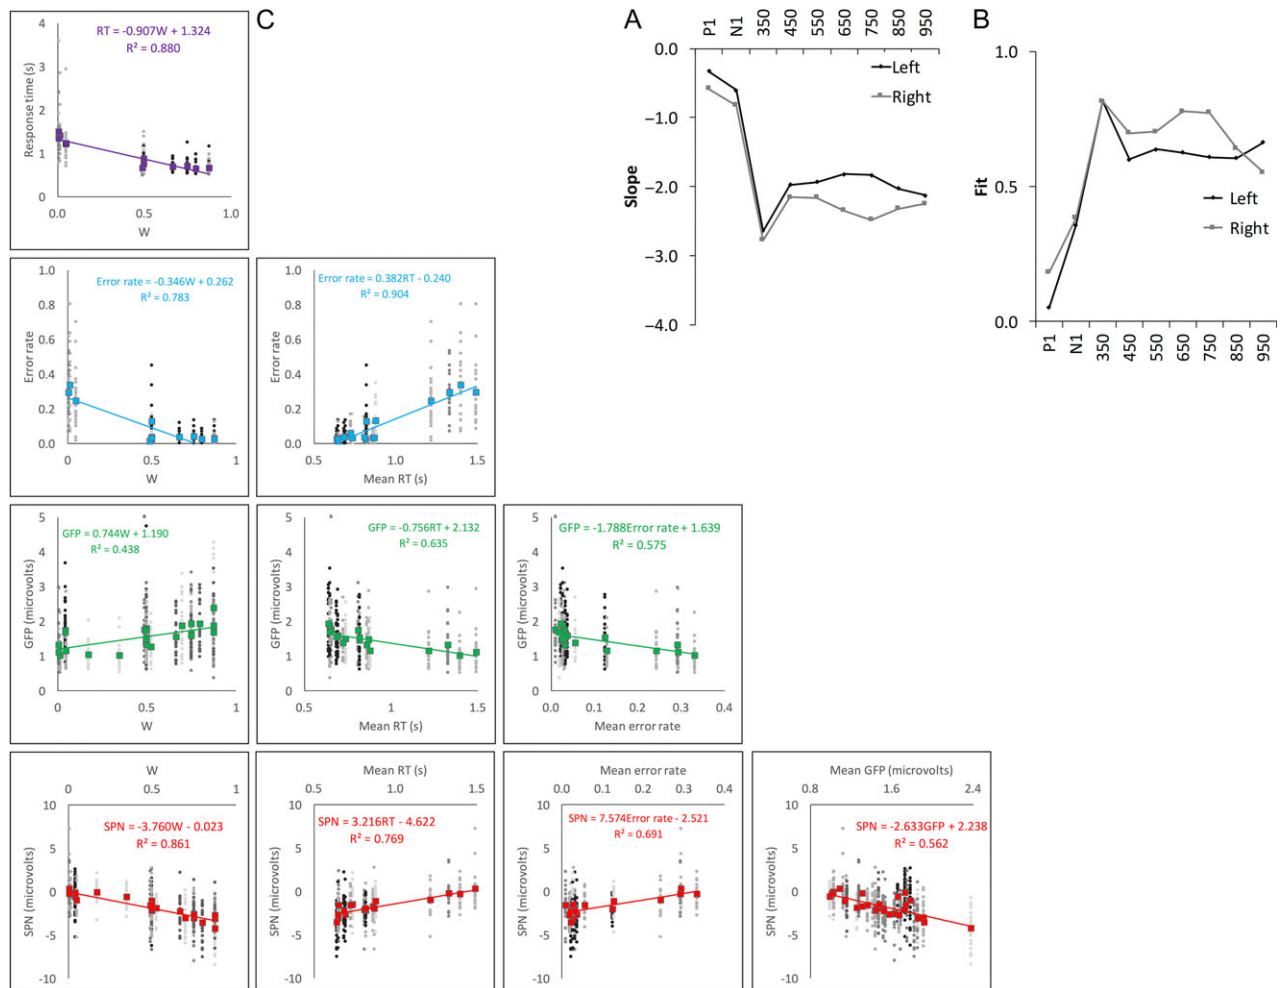 C
A
B
RT = -0.907W + 1.324
R² = 0.880
Response time (s)
4
3
2
1
0
0.0
0.5
1.0
W
P1
N1
350
450
550
650
750
850
950
0.0
−1.0
−2.0
−3.0
−4.0
Slope
Left
Right
1.0
0.5
0.0
Fit
Left
Right
P1
N1
350
450
550
650
750
850
950
Error rate = -0.346W + 0.262
R² = 0.783
Error rate
1.0
0.8
0.6
0.4
0.2
0.0
0
0.5
1
W
Error rate = 0.382RT - 0.240
R² = 0.904
0.5
1.0
1.5
Mean RT (s)
GFP = 0.744W + 1.190
R² = 0.438
GFP (microvolts)
5
4
3
2
1
0
0
0.5
1
W
GFP = -0.756RT + 2.132
R² = 0.635
GFP (microvolts)
5
4
3
2
1
0
0.5
1.0
1.5
Mean RT (s)
GFP = -1.788Error rate + 1.639
R² = 0.575
GFP (microvolts)
5
4
3
2
1
0
0.0
0.1
0.2
0.3
0.4
Mean error rate
W
0
0.5
1
SPN = -3.760W - 0.023
R² = 0.861
SPN (microvolts)
10
5
0
-5
-10
Mean RT (s)
0.5
1.0
1.5
SPN = 3.216RT - 4.622
R² = 0.769
SPN (microvolts)
10
5
0
-5
-10
Mean error rate
0.0
0.1
0.2
0.3
0.4
SPN = 7.574Error rate - 2.521
R² = 0.691
SPN (microvolts)
10
5
0
-5
-10
Mean GFP (microvolts)
0.8
1.6
2.4
SPN = -2.633GFP + 2.238
R² = 0.562
SPN (microvolts)
10
5
0
-5
-10